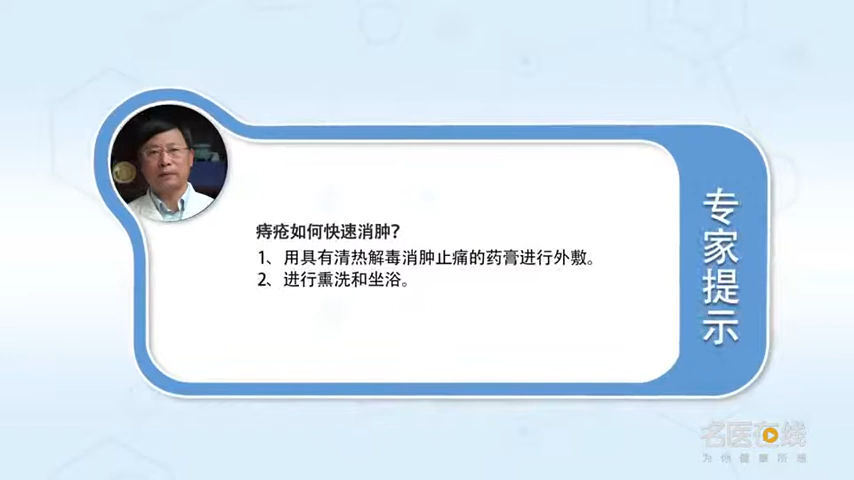 痔疮如何快速消肿？
1、用具有清热解毒消肿止痛的药膏进行外敷。
2、进行熏洗和坐浴。
专家提示
名医在线